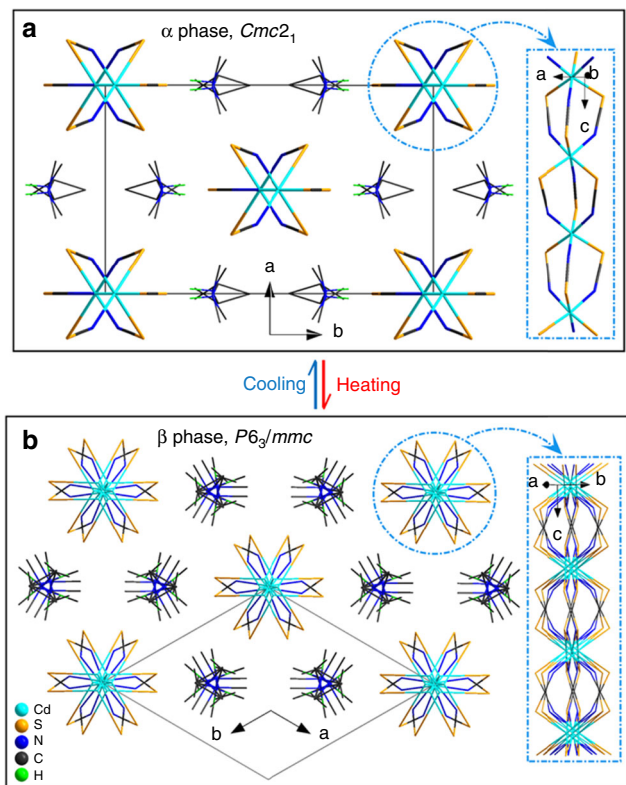 a
α phase, Cmc2₁
a
b
c
a
b
Cooling
Heating
b
β phase, P6₃/mmc
a
b
c
b
a
Cd
S
N
C
H